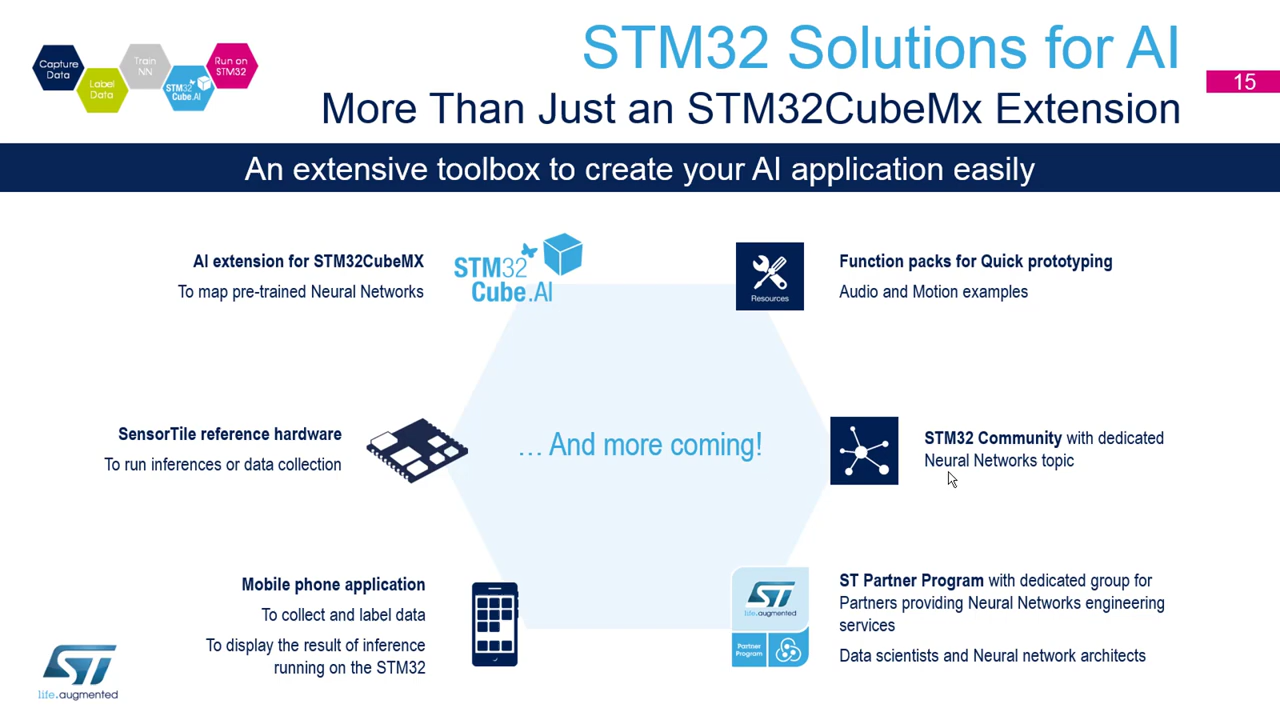 Capture
Data
Label
Data
Train
NN
STM32
Cube.AI
Run on
STM32
STM32 Solutions for AI
More Than Just an STM32CubeMx Extension
15
An extensive toolbox to create your AI application easily
AI extension for STM32CubeMX
To map pre-trained Neural Networks
STM32
Cube.AI
Resources
Function packs for Quick prototyping
Audio and Motion examples
SensorTile reference hardware
To run inferences or data collection
… And more coming!
STM32 Community with dedicated
Neural Networks topic
Mobile phone application
To collect and label data
To display the result of inference
running on the STM32
ST
life.augmented
Partner
Program
ST Partner Program with dedicated group for
Partners providing Neural Networks engineering
services
Data scientists and Neural network architects
ST
life.augmented